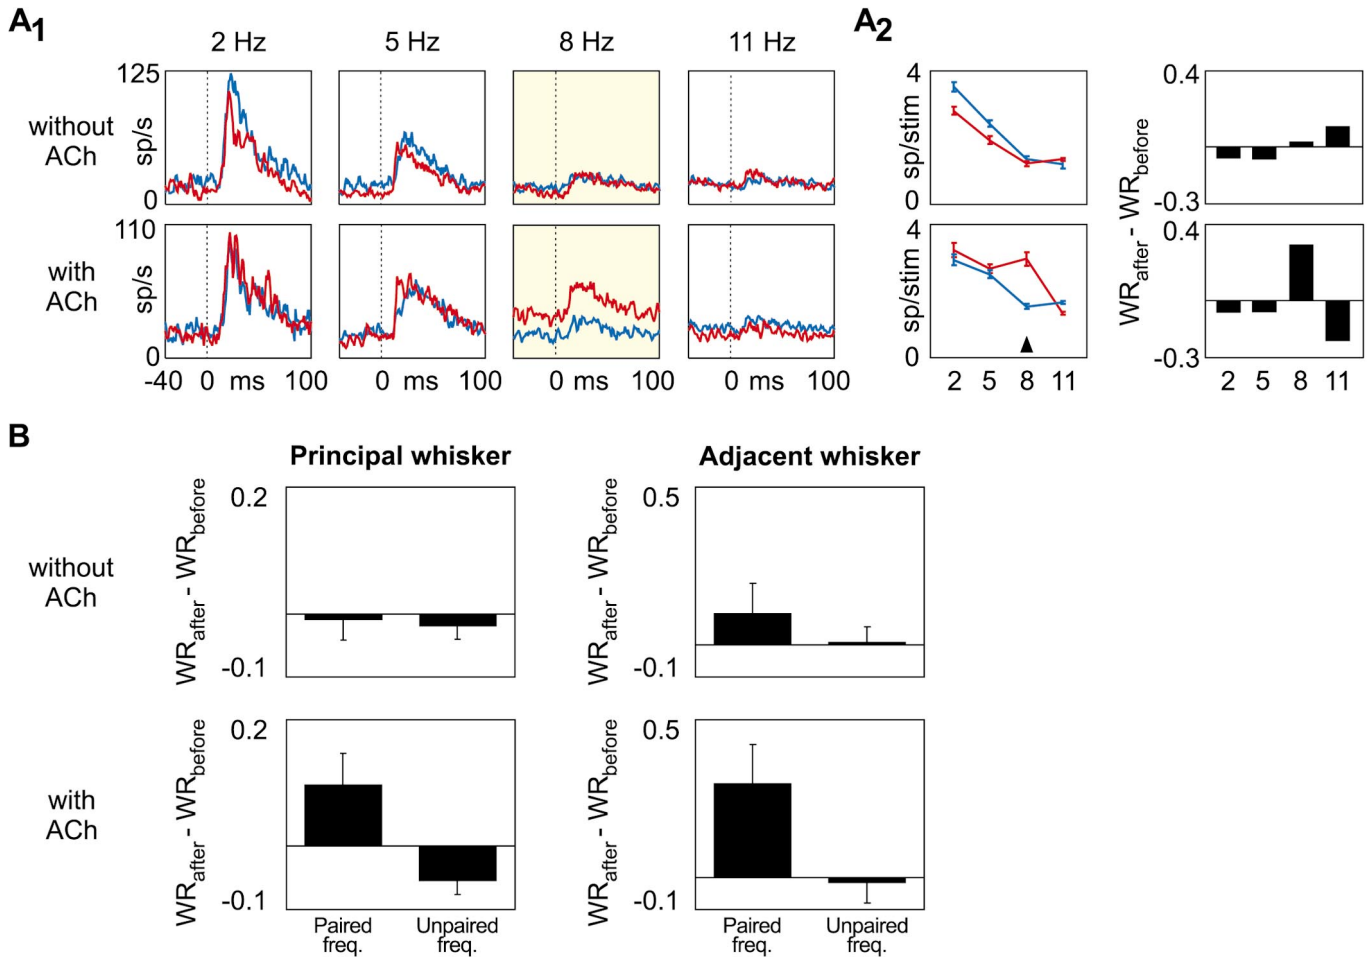 A1
A2
2 Hz
5 Hz
8 Hz
11 Hz
without
ACh
125
sp/s
0
with
ACh
110
sp/s
0
-40 0 ms 100
0 ms 100
0 ms 100
0 ms 100
4
sp/stim
0
4
sp/stim
0
2 5 8 11
WRafter - WRbefore
0.4
-0.3
0.4
-0.3
2 5 8 11
B
Principal whisker
Adjacent whisker
without
ACh
WRafter - WRbefore
0.2
-0.1
WRafter - WRbefore
0.5
-0.1
with
ACh
WRafter - WRbefore
0.2
-0.1
WRafter - WRbefore
0.5
-0.1
Paired
freq.
Unpaired
freq.
Paired
freq.
Unpaired
freq.